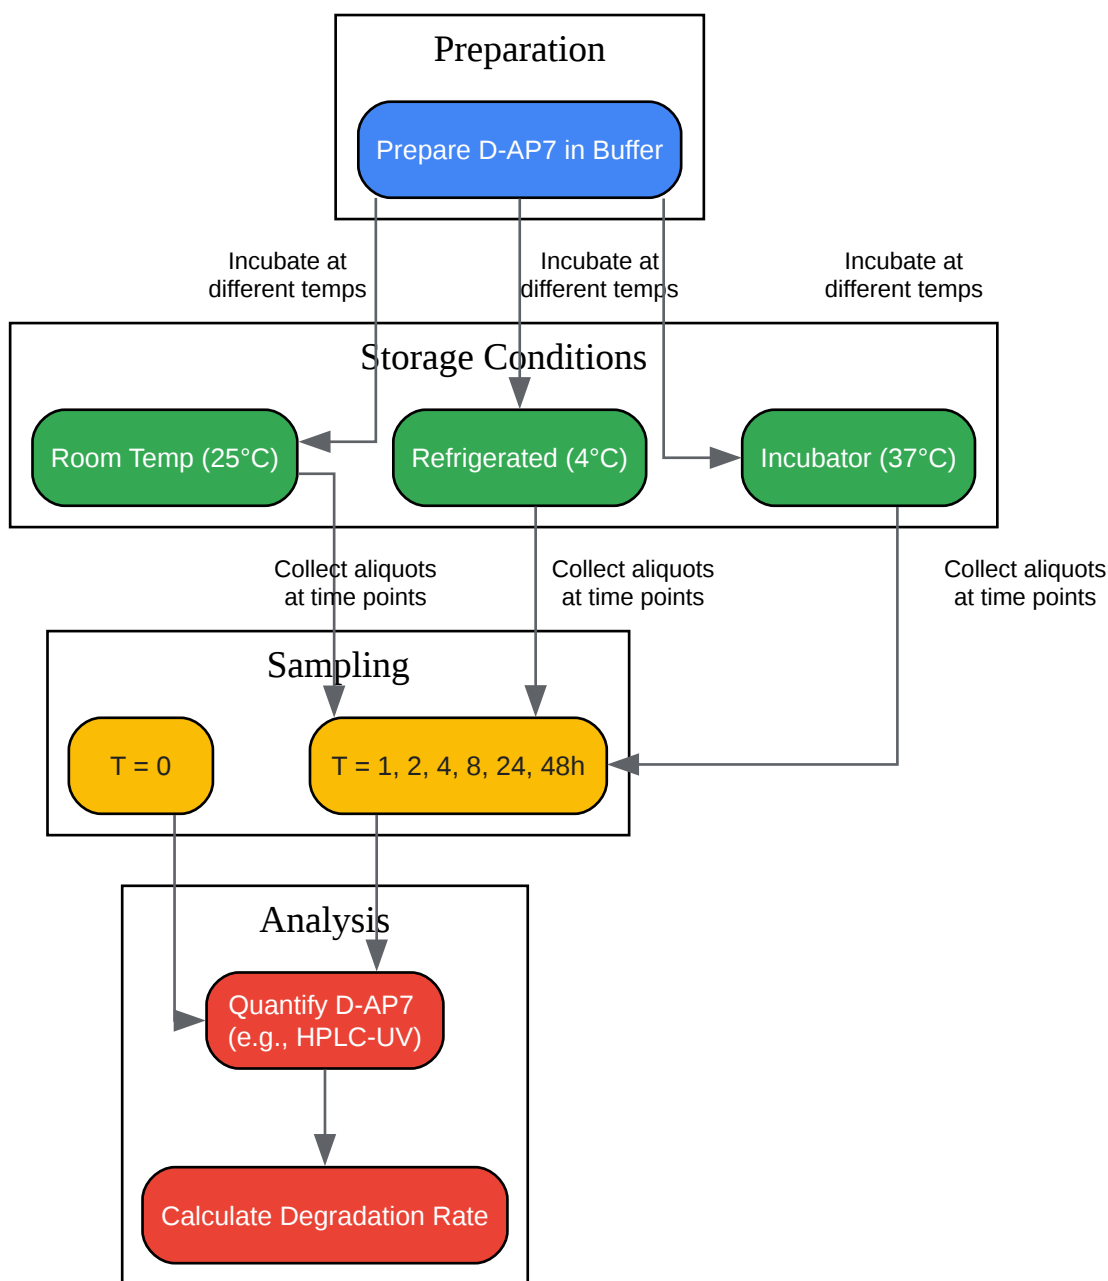 Preparation
Prepare D-AP7 in Buffer
Incubate at
different temps
Incubate at
different temps
Incubate at
different temps
Storage Conditions
Room Temp (25°C)
Refrigerated (4°C)
Incubator (37°C)
Collect aliquots
at time points
Collect aliquots
at time points
Collect aliquots
at time points
Sampling
T = 0
T = 1, 2, 4, 8, 24, 48h
Analysis
Quantify D-AP7
(e.g., HPLC-UV)
Calculate Degradation Rate